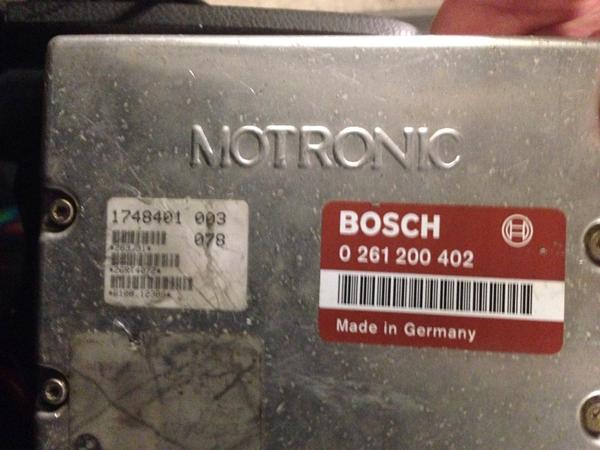 MOTRONIC
1748401 003
078
BOSCH
0 261 200 402
Made in Germany